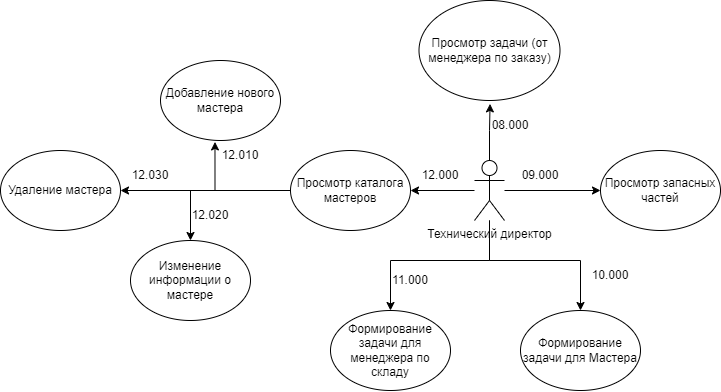 Просмотр задачи (от
менеджера по заказу)
Добавление нового
мастера
08.000
12.010
12.030
12.000
09.000
Удаление мастера
Просмотр каталога
мастеров
Просмотр запасных
частей
12.020
Технический директор
Изменение
информации о
мастере
11.000
10.000
Формирование
задачи для
менеджера по
складу
Формирование
задачи для Мастера